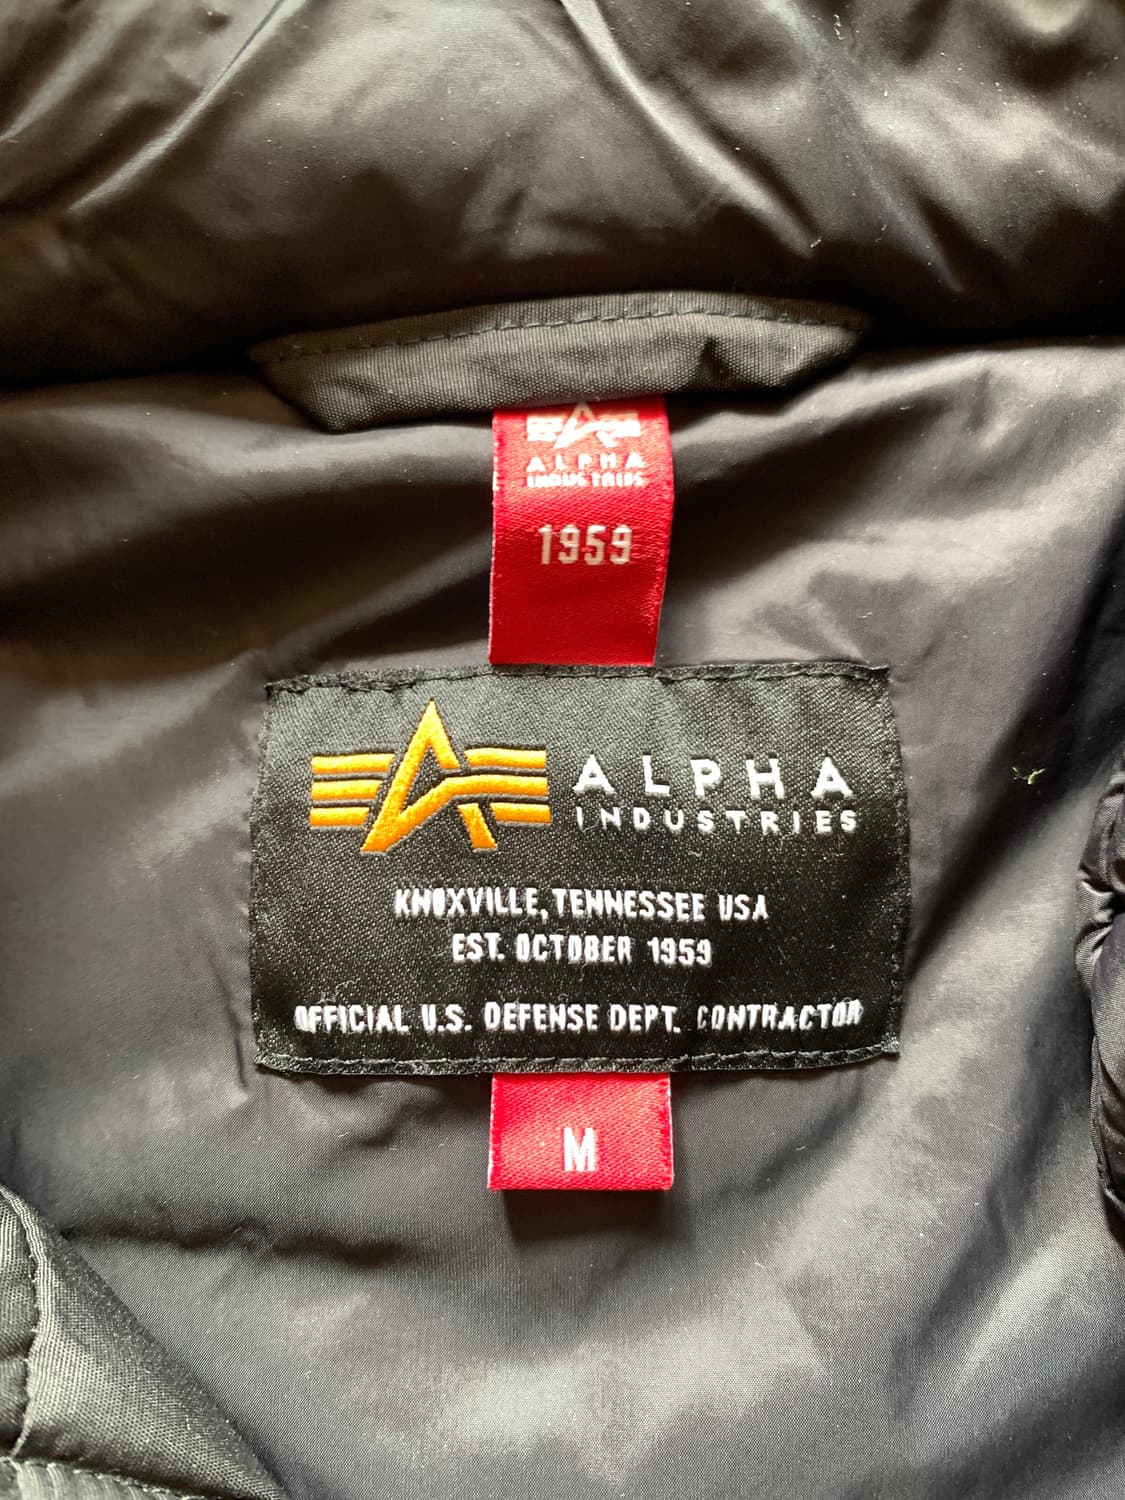 ALPHA
INDUSTRIES
1959
ALPHA
INDUSTRIES
KNOXVILLE, TENNESSEE USA
EST. OCTOBER 1959
OFFICIAL U.S. DEFENSE DEPT. CONTRACTOR
M